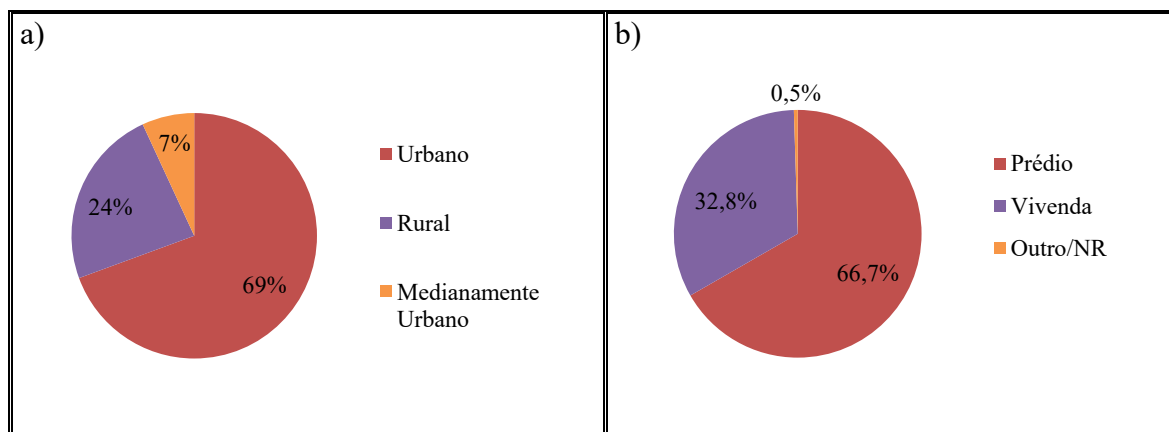 a)
7%
24%
69%
Urbano
Rural
Medianamente
Urbano
b)
0,5%
32,8%
66,7%
Prédio
Vivenda
Outro/NR